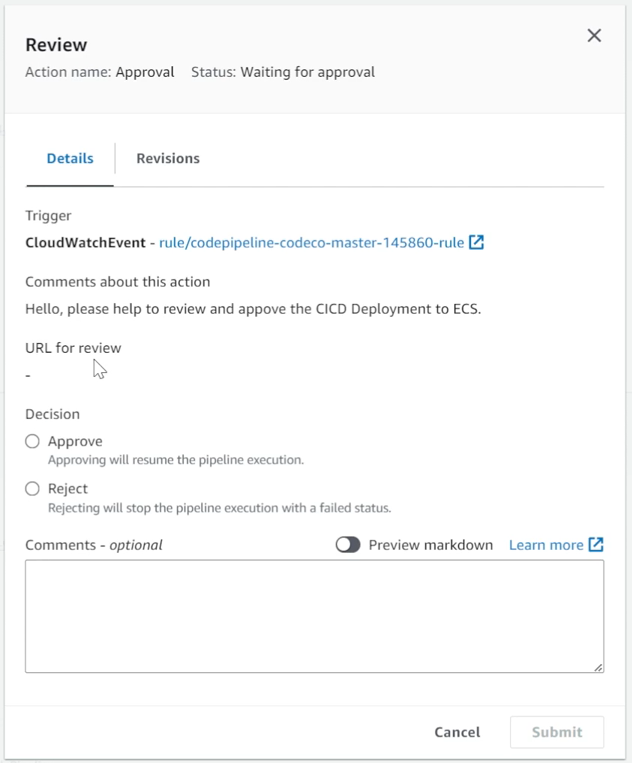 Review
Action name: Approval Status: Waiting for approval
Details Revisions
Trigger
CloudWatchEvent - rule/codepipeline-codeco-master-145860-rule
Comments about this action
Hello, please help to review and appove the CICD Deployment to ECS.
URL for review
-
Decision
Approve
Approving will resume the pipeline execution.
Reject
Rejecting will stop the pipeline execution with a failed status.
Comments - optional Preview markdown Learn more
Cancel Submit